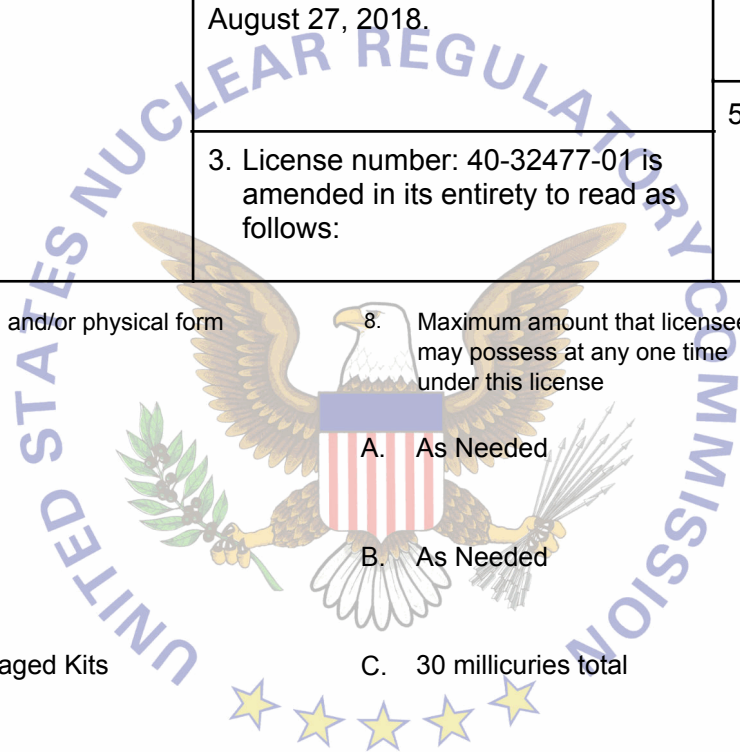 August 27, 2018.
5
3. License number: 40-32477-01 is
amended in its entirety to read as
follows:
and/or physical form
8. Maximum amount that licensee
may possess at any one time
under this license
A. As Needed
B. As Needed
aged Kits
C. 30 millicuries total
UNITED STATES NUCLEAR REGULATORY COMMISSION